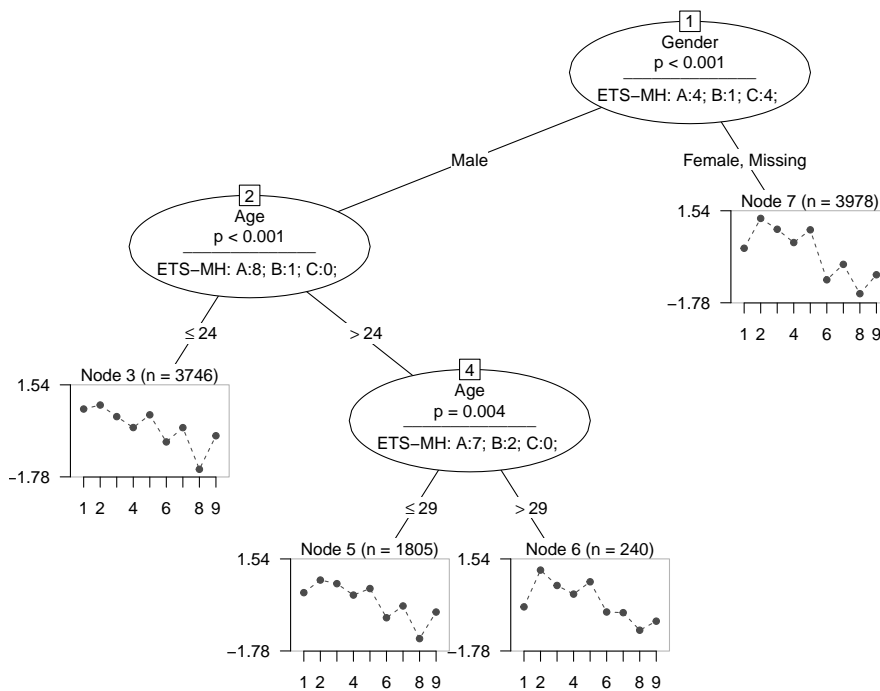 1
Gender
p < 0.001
ETS−MH: A:4; B:1; C:4;
Male
Female, Missing
2
Age
p < 0.001
ETS−MH: A:8; B:1; C:0;
Node 7 (n = 3978)
1.54
−1.78
1 2 4 6 8 9
≤ 24
> 24
Node 3 (n = 3746)
1.54
−1.78
1 2 4 6 8 9
4
Age
p = 0.004
ETS−MH: A:7; B:2; C:0;
≤ 29
> 29
Node 5 (n = 1805)
1.54
−1.78
1 2 4 6 8 9
Node 6 (n = 240)
1.54
−1.78
1 2 4 6 8 9